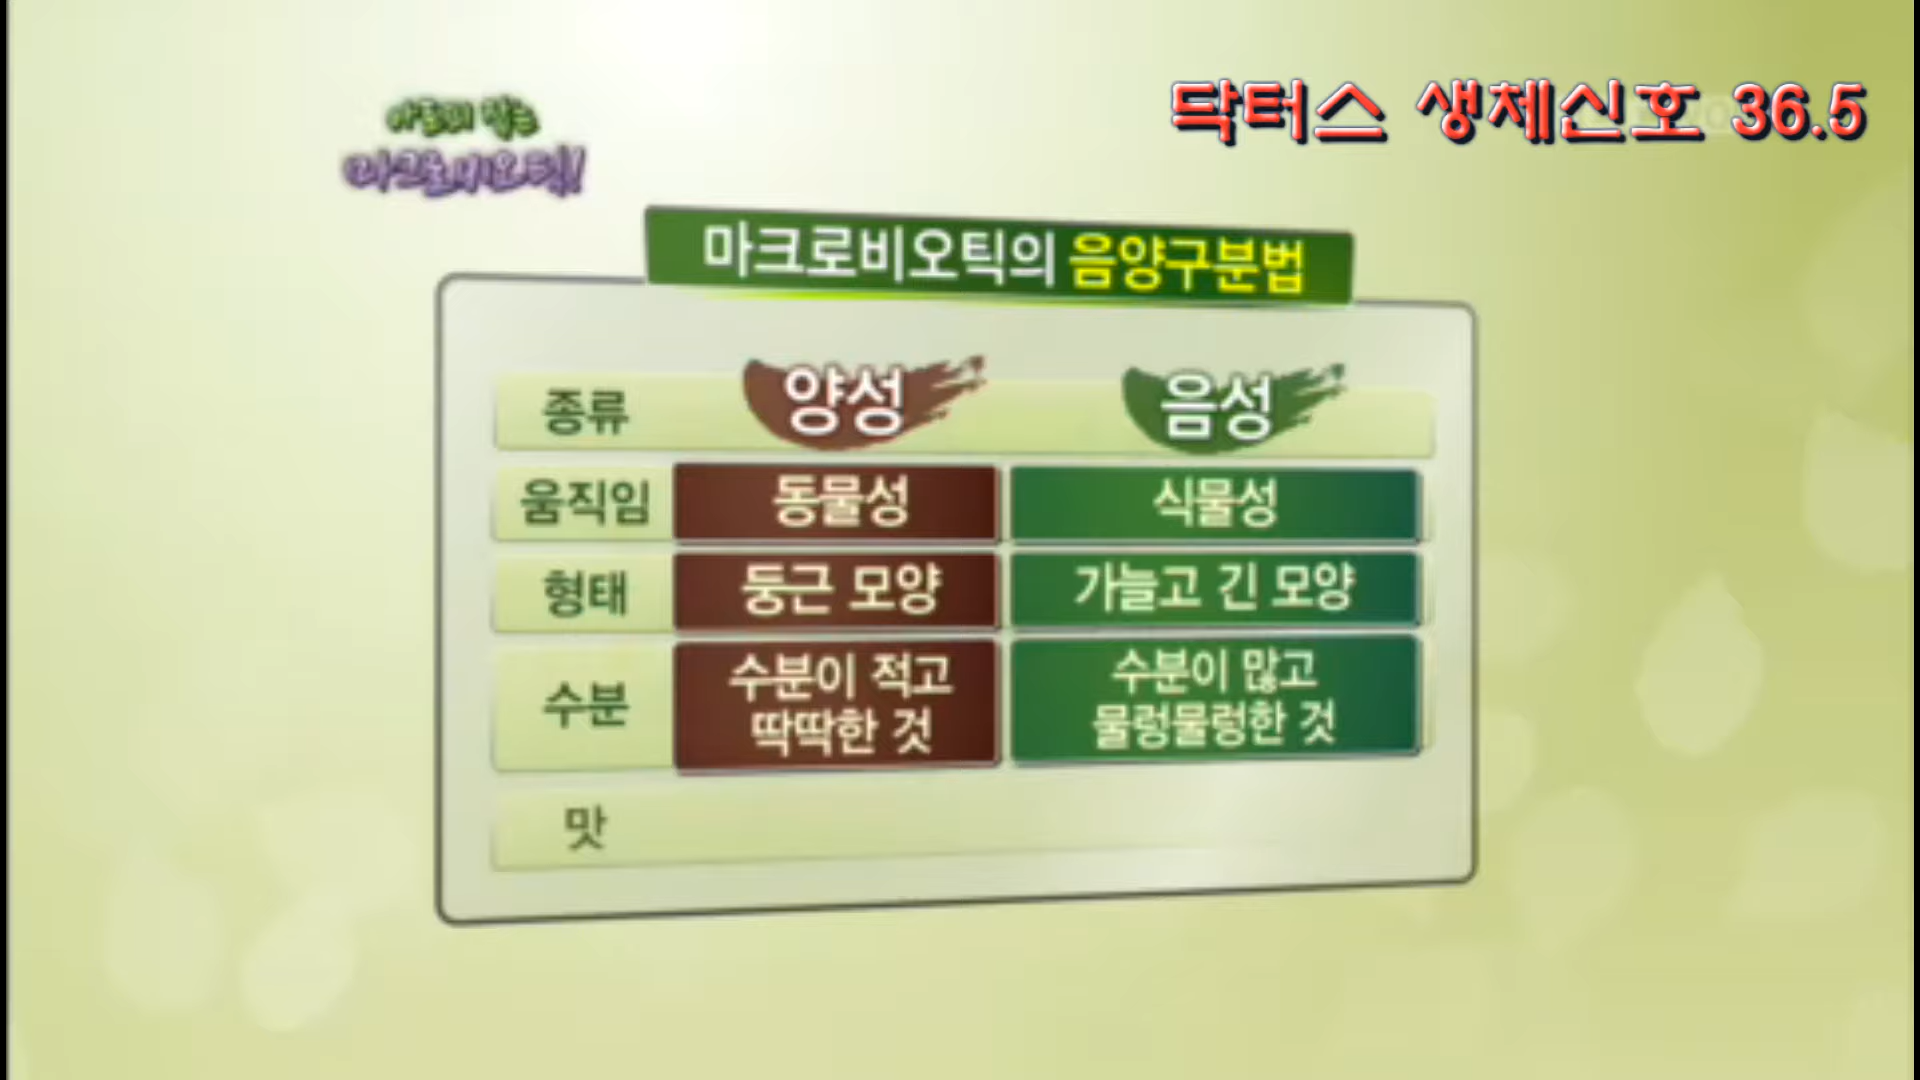 닥터스 생체신호 36.5
마크로비오틱!
마크로비오틱의 음양구분법
종류 양성 음성
움직임 동물성 식물성
형태 둥근 모양 가늘고 긴 모양
수분
수분이 적고
딱딱한 것
수분이 많고
물렁물렁한 것
맛